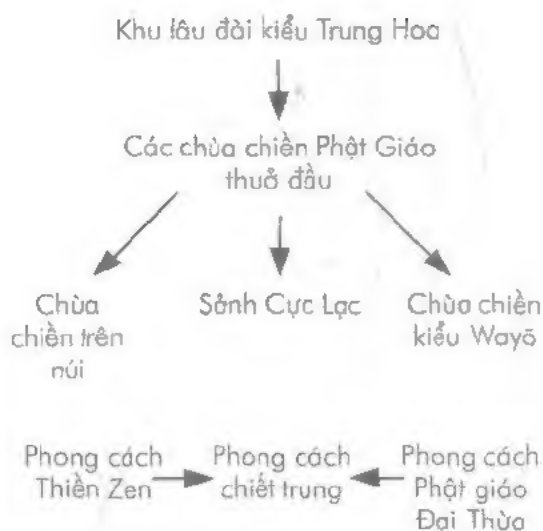 Khu lâu đài kiểu Trung Hoa
Các chùa chiền Phật Giáo
thuở đầu
Chùa
chiền trên
núi
Sảnh Cực Lạc
Chùa chiền
kiểu Wayō
Phong cách
Thiền Zen
Phong cách
chiết trung
Phong cách
Phật giáo
Đại Thừa